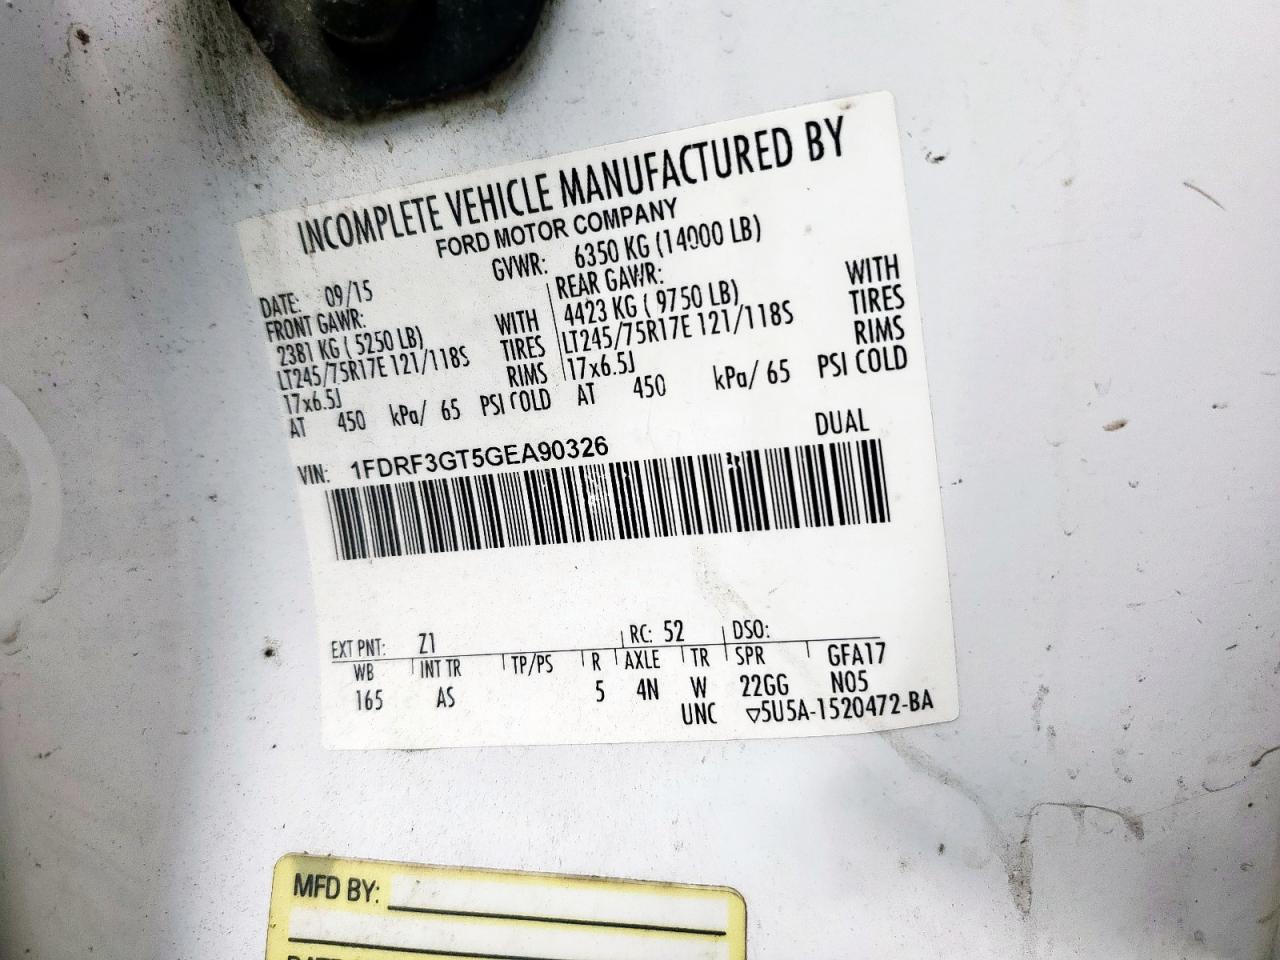 INCOMPLETE VEHICLE MANUFACTURED BY
FORD MOTOR COMPANY
DATE: 09/15 GVWR: 6350 KG (14000 LB)
FRONT GAWR: REAR GAWR:
2381 KG ( 5250 LB) WITH 4423 KG ( 9750 LB) WITH
LT245/75R17E 121/118S TIRES LT245/75R17E 121/118S TIRES
17x6.5J RIMS 17x6.5J RIMS
AT 450 kPa/ 65 PSI COLD AT 450 kPa/ 65 PSI COLD
DUAL
VIN: 1FDRF3GT5GEA90326
EXT PNT: Z1 RC: 52 DSO:
WB INT TR TP/PS R AXLE TR SPR GFA17
165 AS 5 4N W 22GG N05
UNC ▽5U5A-1520472-BA
MFD BY: